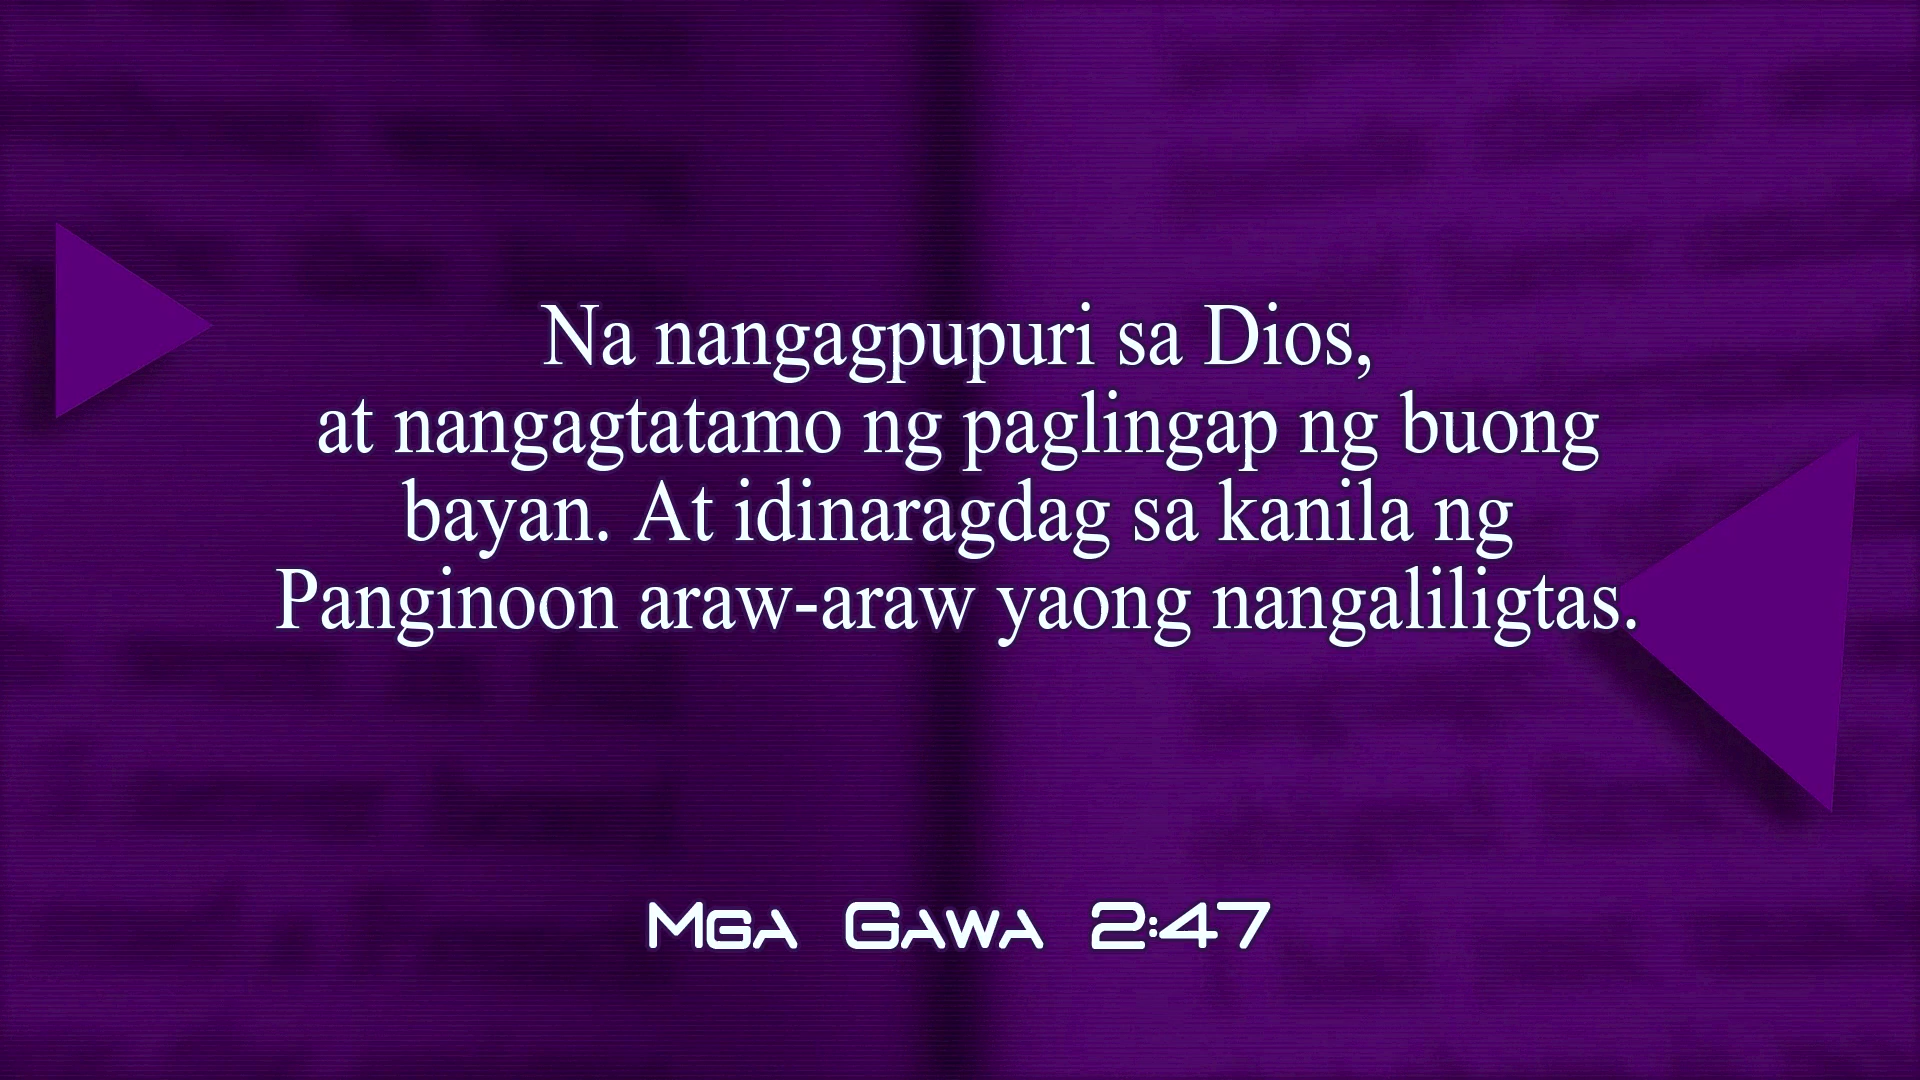 Na nangagpupuri sa Dios,
at nangagtatamo ng paglingap ng buong
bayan. At idinaragdag sa kanila ng
Panginoon araw-araw yaong nangaliligtas.
Mga Gawa 2:47